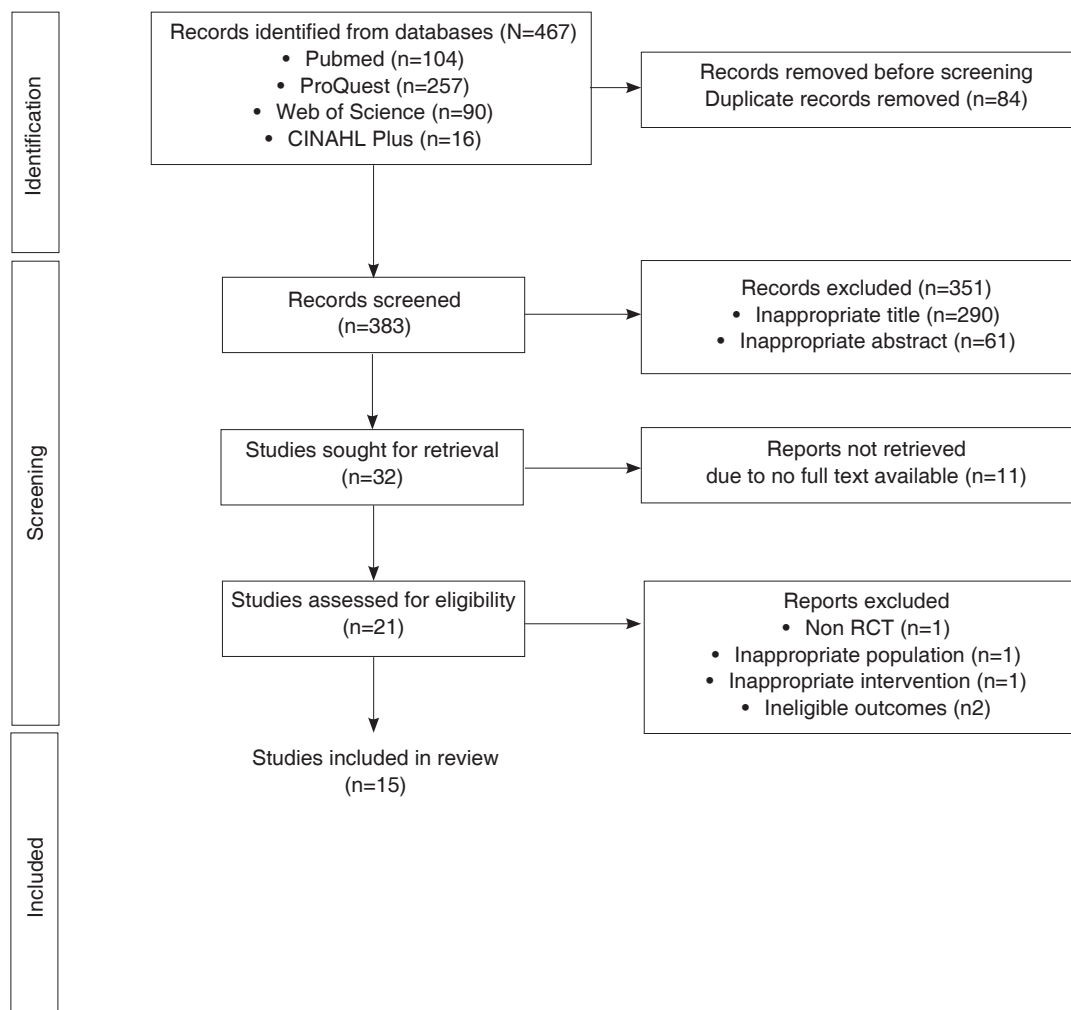 Identification
Records identified from databases (N=467)
• Pubmed (n=104)
• ProQuest (n=257)
• Web of Science (n=90)
• CINAHL Plus (n=16)
Records removed before screening
Duplicate records removed (n=84)
Screening
Records screened
(n=383)
Records excluded (n=351)
• Inappropriate title (n=290)
• Inappropriate abstract (n=61)
Studies sought for retrieval
(n=32)
Reports not retrieved
due to no full text available (n=11)
Studies assessed for eligibility
(n=21)
Reports excluded
• Non RCT (n=1)
• Inappropriate population (n=1)
• Inappropriate intervention (n=1)
• Ineligible outcomes (n2)
Included
Studies included in review
(n=15)